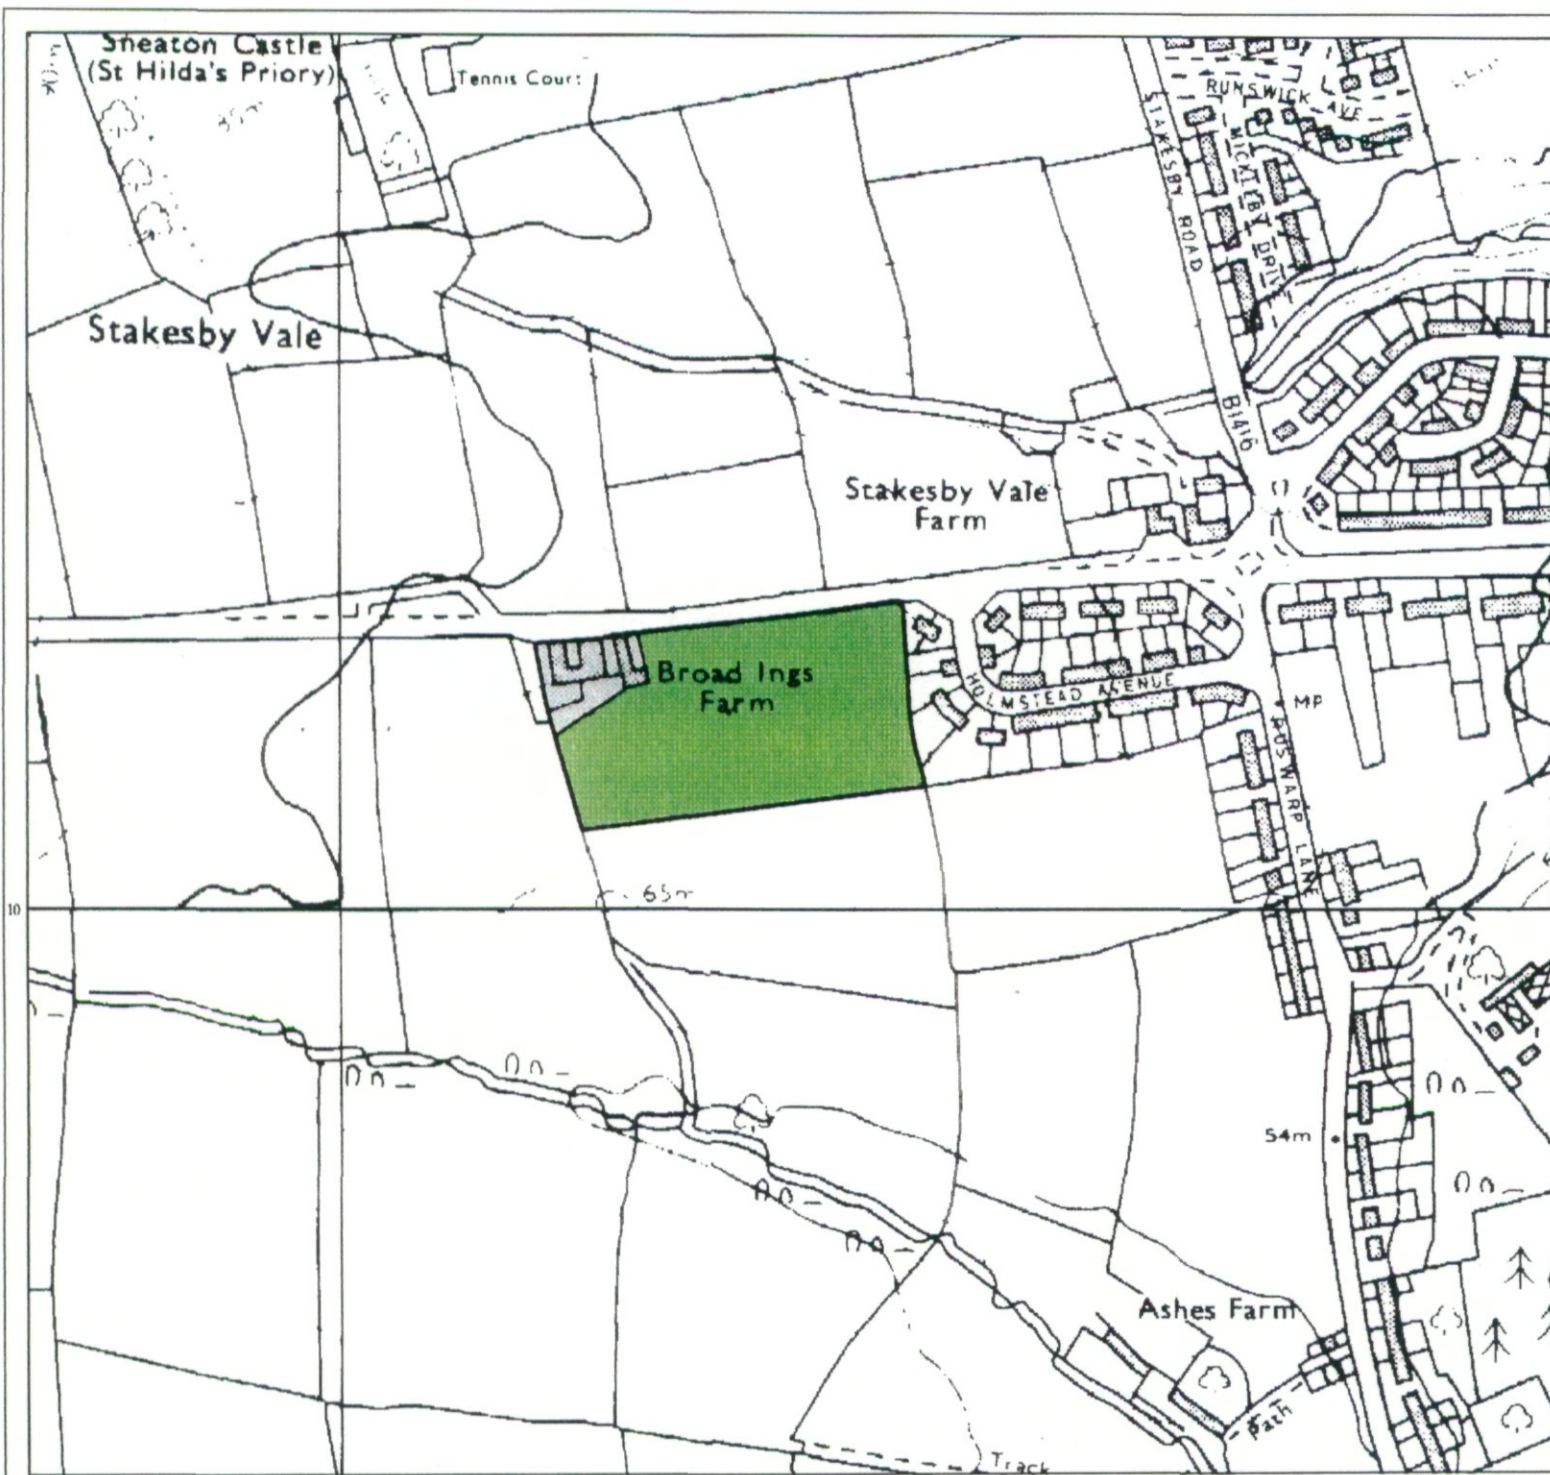 Sneaton Castle
(St Hilda's Priory)
Tennis Court
85m
RUNSWICK AVE
STAKESBY ROAD
MICKLEBY DRIVE
Stakesby Vale
B1416
Stakesby Vale
Farm
Broad Ings
Farm
HOLMSTEAD AVENUE
MP
RUSWARP LANE
65m
10
54m
Ashes Farm
Path
Track